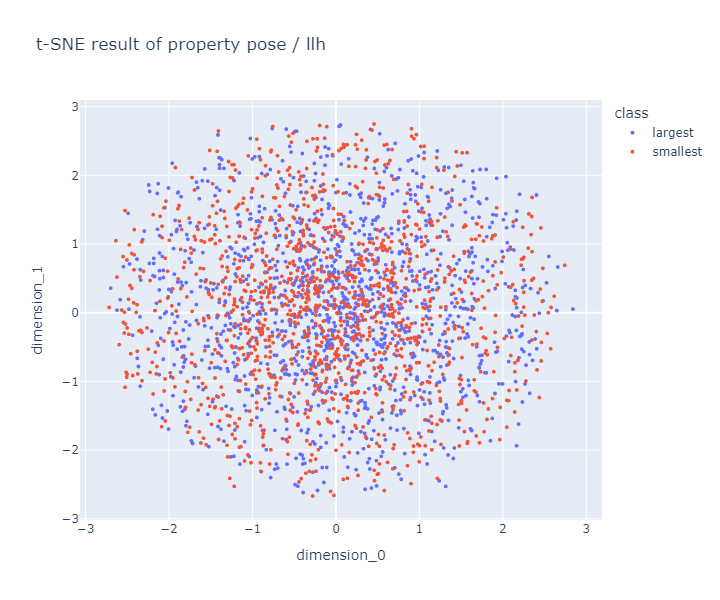 t-SNE result of property pose / llh
class
largest
smallest
3
2
1
0
−1
−2
−3
dimension_1
−3
−2
−1
0
1
2
3
dimension_0